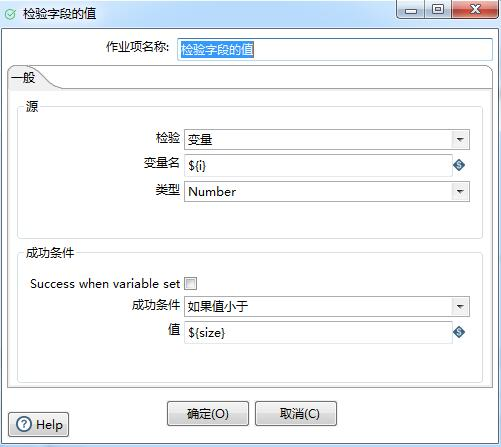 检验字段的值
作业项名称: 检验字段的值
一般
源
检验 变量
变量名 ${i}
类型 Number
成功条件
Success when variable set
成功条件 如果值小于
值 ${size}
确定(O) 取消(C)
Help